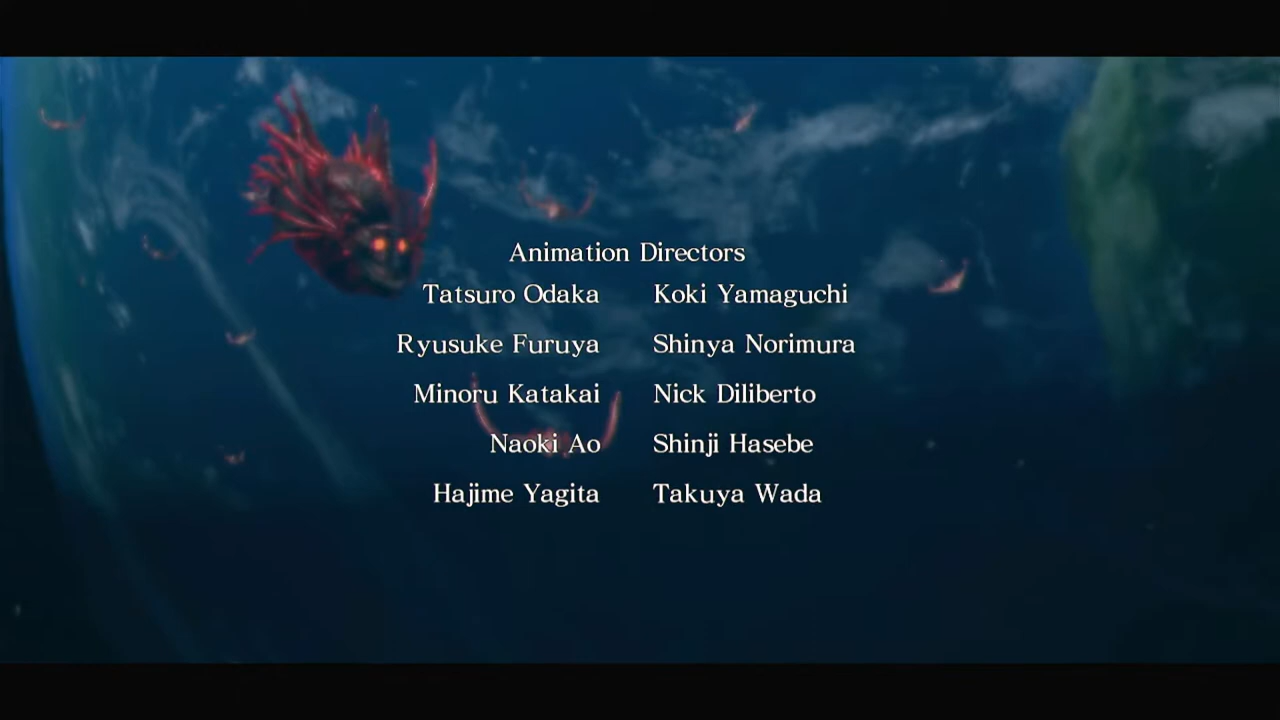 Animation Directors
Tatsuro Odaka Koki Yamaguchi
Ryusuke Furuya Shinya Norimura
Minoru Katakai Nick Diliberto
Naoki Ao Shinji Hasebe
Hajime Yagita Takuya Wada